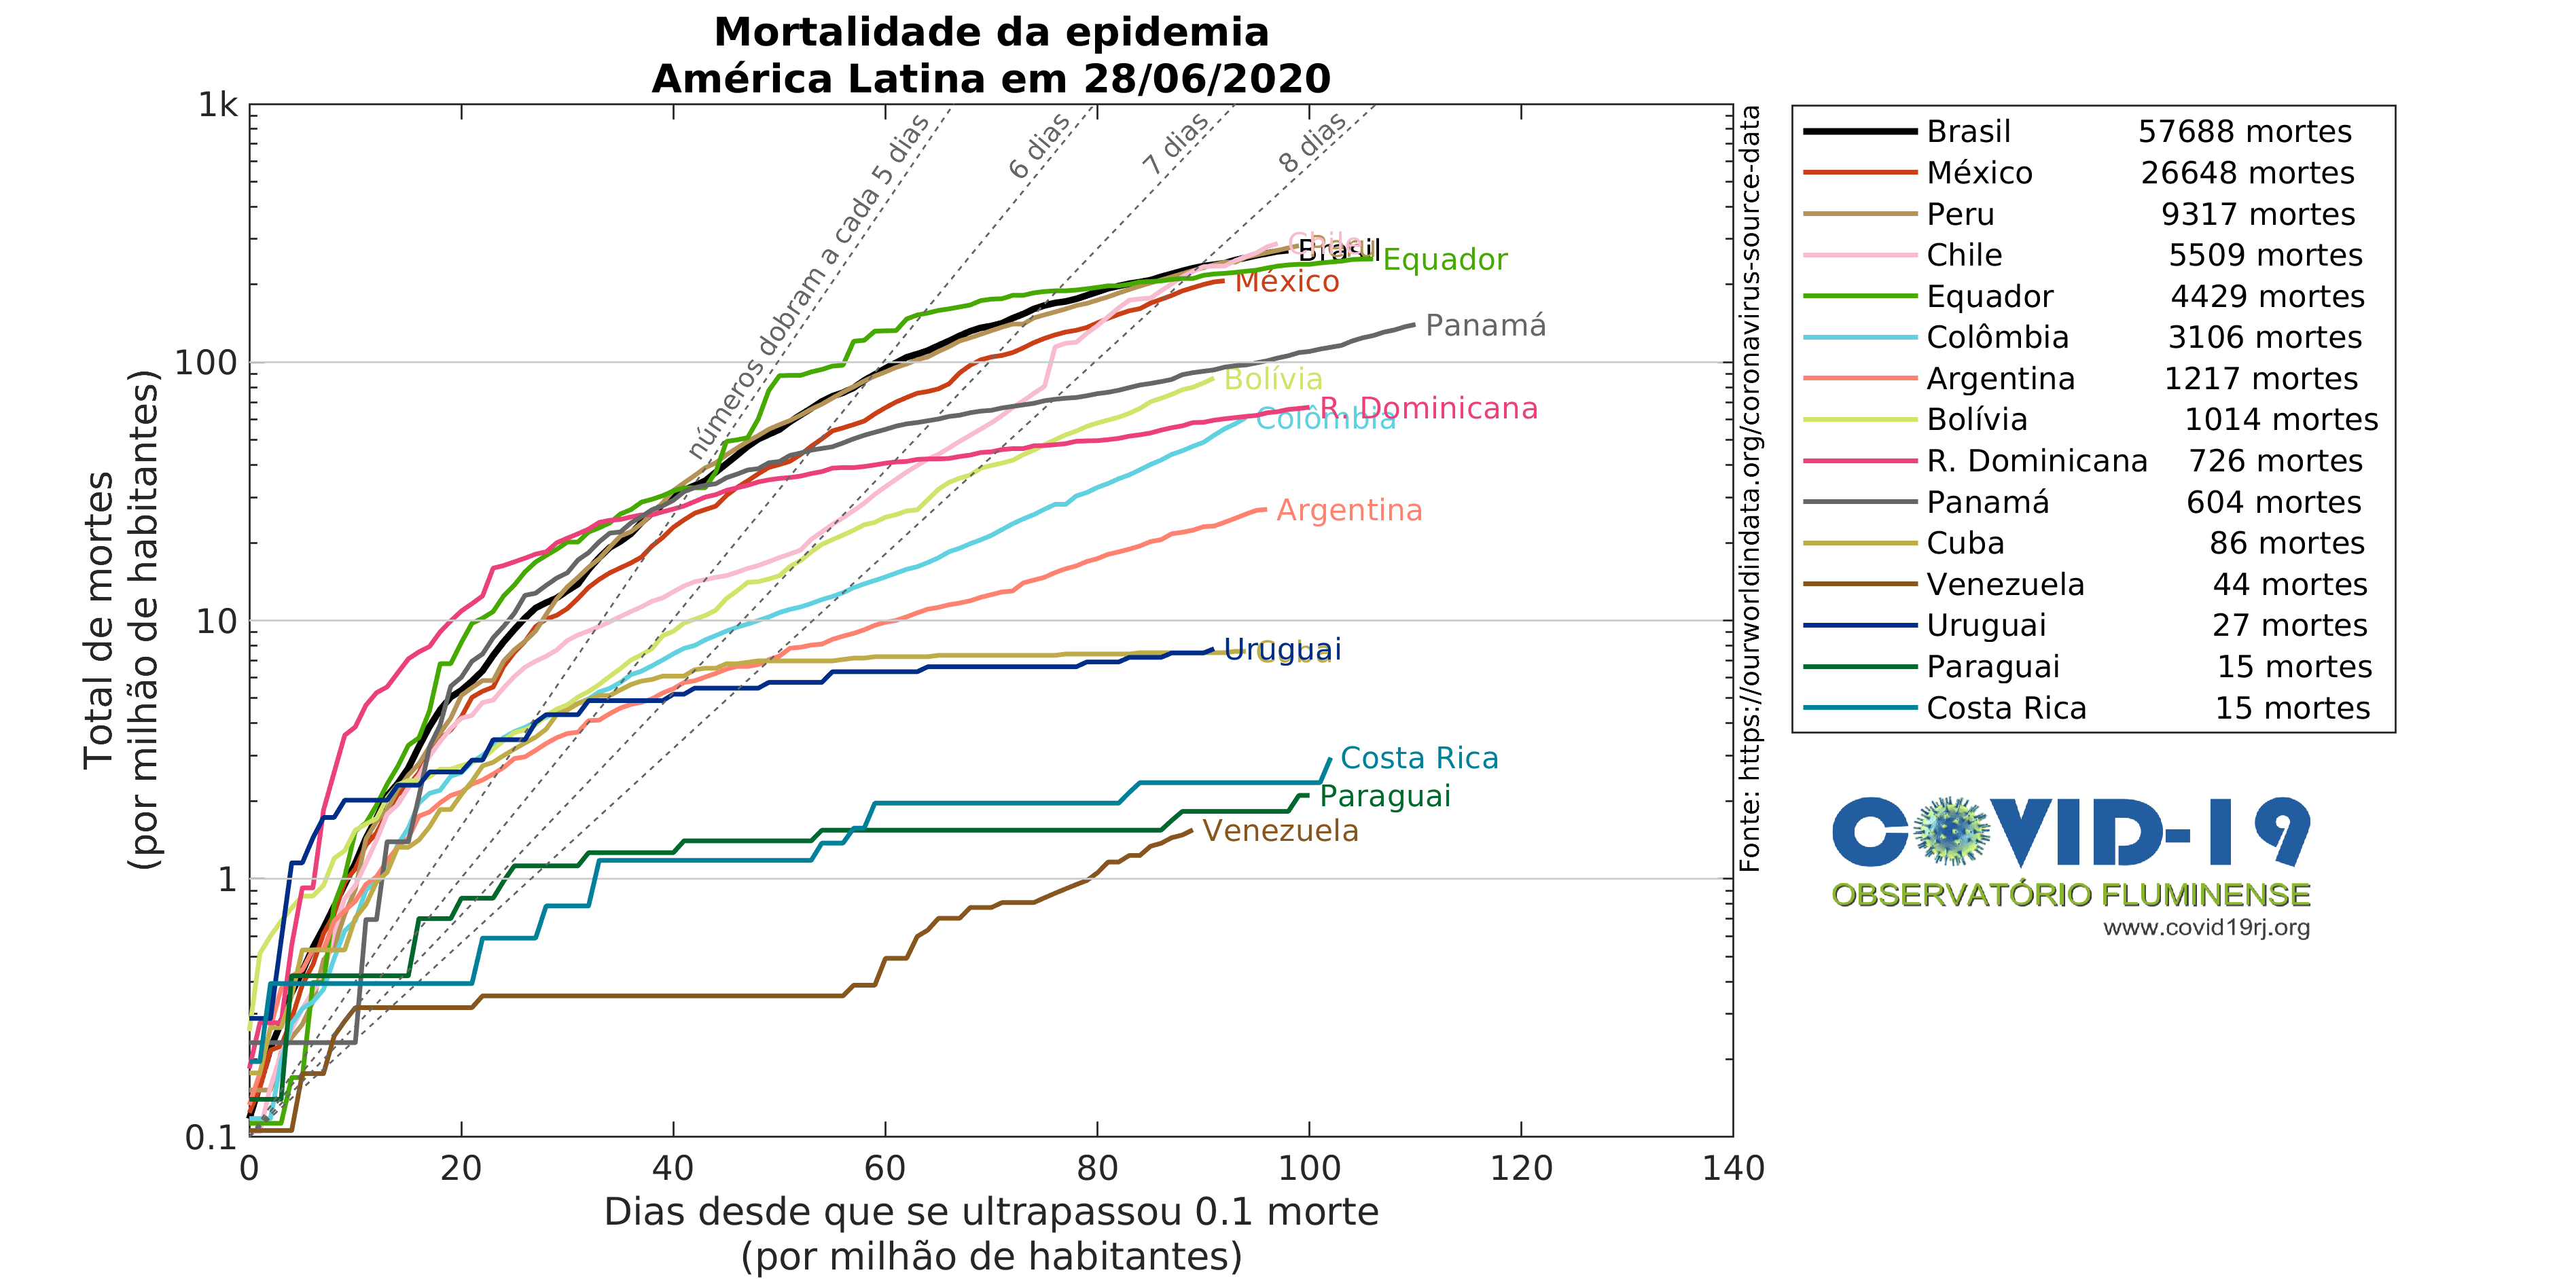 Mortalidade da epidemia
América Latina em 28/06/2020
Total de mortes
(por milhão de habitantes)
1k
100
10
1
0.1
0 20 40 60 80 100 120 140
Dias desde que se ultrapassou 0.1 morte
(por milhão de habitantes)
números dobram a cada 5 dias
6 dias
7 dias
8 dias
Chile
Peru
Brasil
Equador
México
Panamá
Bolívia
R. Dominicana
Colômbia
Argentina
Uruguai
Cuba
Costa Rica
Paraguai
Venezuela
Fonte: https://ourworldindata.org/coronavirus-source-data
Brasil 57688 mortes
México 26648 mortes
Peru 9317 mortes
Chile 5509 mortes
Equador 4429 mortes
Colômbia 3106 mortes
Argentina 1217 mortes
Bolívia 1014 mortes
R. Dominicana 726 mortes
Panamá 604 mortes
Cuba 86 mortes
Venezuela 44 mortes
Uruguai 27 mortes
Paraguai 15 mortes
Costa Rica 15 mortes
COVID-19
OBSERVATÓRIO FLUMINENSE
www.covid19rj.org